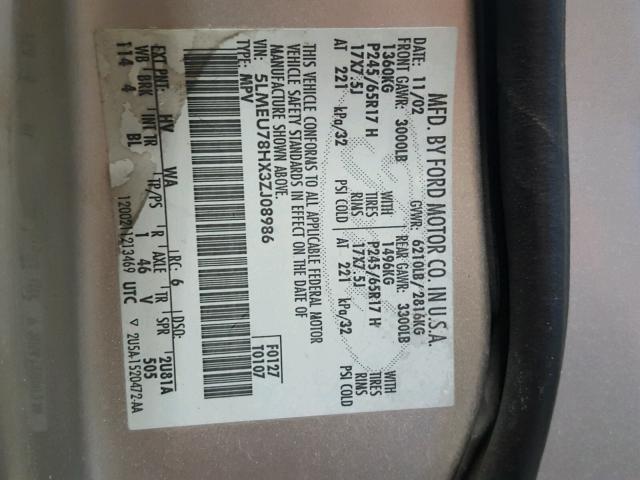 MFD. BY FORD MOTOR CO. IN U.S.A.
DATE: 11/02 GVWR: 6210LB / 2816KG
FRONT GAWR: 3000LB REAR GAWR: 3300LB
1360KG WITH 1496KG WITH
P245/65R17 H TIRES P245/65R17 H TIRES
17X7.5J RIMS 17X7.5J RIMS
AT 221 kPa/32 PSI COLD AT 221 kPa/32 PSI COLD
THIS VEHICLE CONFORMS TO ALL APPLICABLE FEDERAL MOTOR
VEHICLE SAFETY STANDARDS IN EFFECT ON THE DATE OF
MANUFACTURE SHOWN ABOVE.
VIN: 5LMEU78HX3ZJ08986 F0127
TYPE: MPV T0107
EXT PNT: HV WA RC: 6 DSO:
WB BRK INT TR TR/PS R AXLE TR SPR 2U81A
114 4 BL 1 46 V 505
UTC ▽ 2U5A-1520472-AA